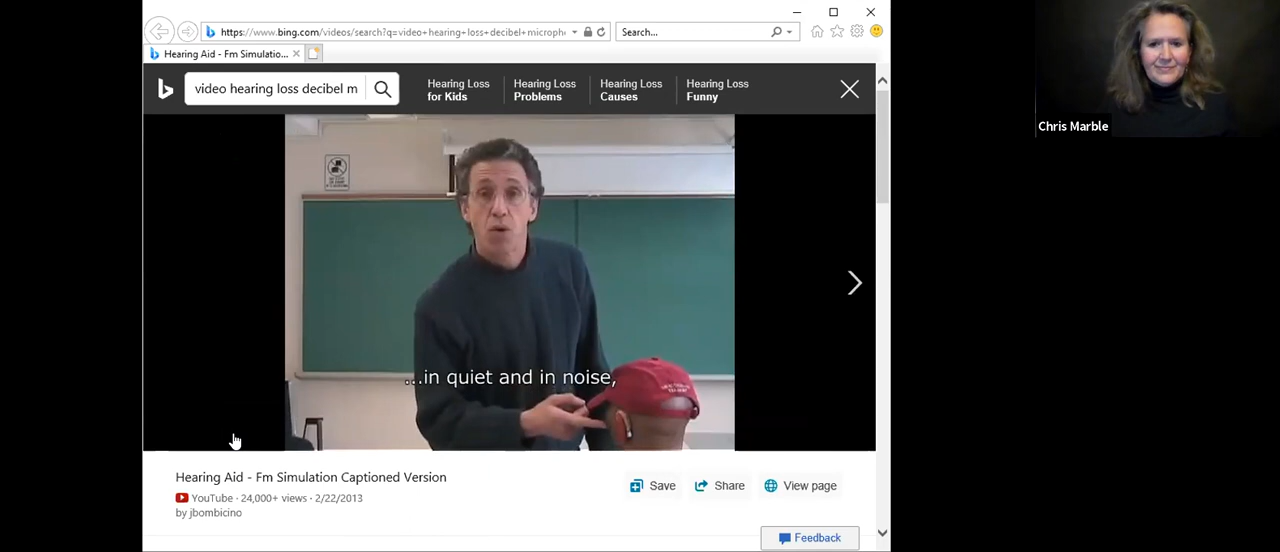 https://www.bing.com/videos/search?q=video+hearing+loss+decibel+microph
Search...
Hearing Aid - Fm Simulatio...
video hearing loss decibel m
Hearing Loss for Kids
Hearing Loss Problems
Hearing Loss Causes
Hearing Loss Funny
...in quiet and in noise,
Hearing Aid - Fm Simulation Captioned Version
YouTube · 24,000+ views · 2/22/2013
by jbombicino
Save
Share
View page
Feedback
Chris Marble